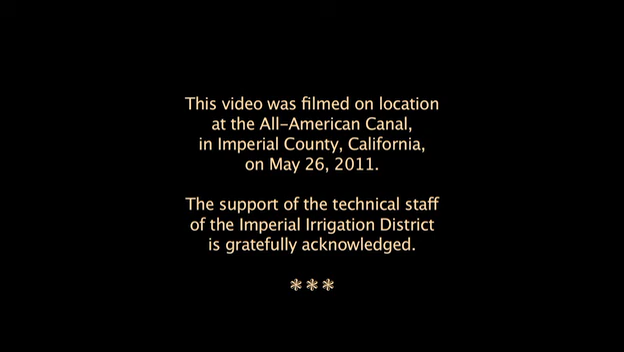 This video was filmed on location
at the All-American Canal,
in Imperial County, California,
on May 26, 2011.
The support of the technical staff
of the Imperial Irrigation District
is gratefully acknowledged.
***